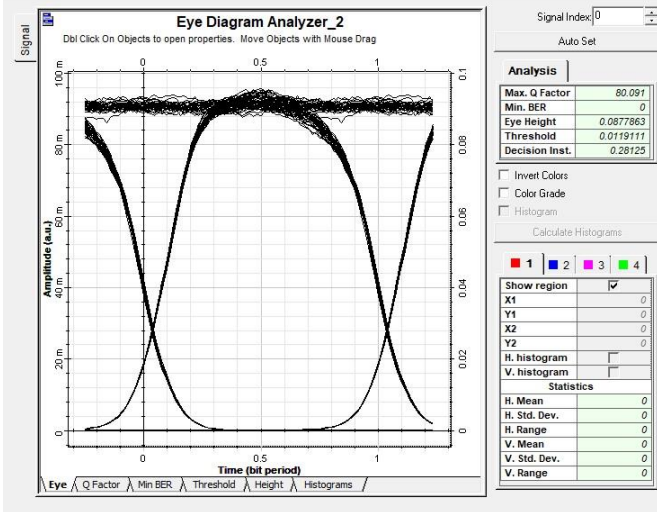 Signal
Eye Diagram Analyzer_2
Dbl Click On Objects to open properties. Move Objects with Mouse Drag
0 0.5 1
100 m
80 m
60 m
40 m
20 m
0
Amplitude (a.u.)
0.1
0.08
0.06
0.04
0.02
0
0 0.5 1
Time (bit period)
Eye Q Factor Min BER Threshold Height Histograms
Signal Index: 0
Auto Set
Analysis
Max. Q Factor 80.091
Min. BER 0
Eye Height 0.0877863
Threshold 0.0119111
Decision Inst. 0.28125
Invert Colors
Color Grade
Histogram
Calculate Histograms
1 2 3 4
Show region
X1 0
Y1 0
X2 0
Y2 0
H. histogram
V. histogram
Statistics
H. Mean 0
H. Std. Dev. 0
H. Range 0
V. Mean 0
V. Std. Dev. 0
V. Range 0